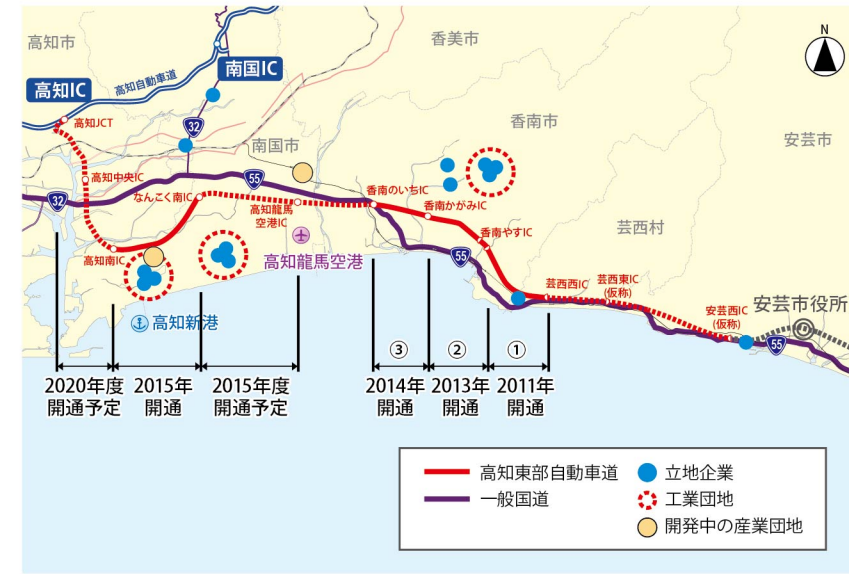 高知市
香美市
N
南国IC
高知自動車道
高知IC
高知JCT
32
香南市
南国市
安芸市
高知中央IC
55
香南のいちIC
なんこく南IC
32
高知龍馬
空港IC
香南かがみIC
香南やすIC
芸西村
高知南IC
55
高知龍馬空港
芸西西IC
芸西東IC
(仮称)
安芸西IC
(仮称)
安芸市役所
高知新港
55
③
②
①
2020年度
開通予定
2015年
開通
2015年度
開通予定
2014年
開通
2013年
開通
2011年
開通
高知東部自動車道
立地企業
一般国道
工業団地
開発中の産業団地